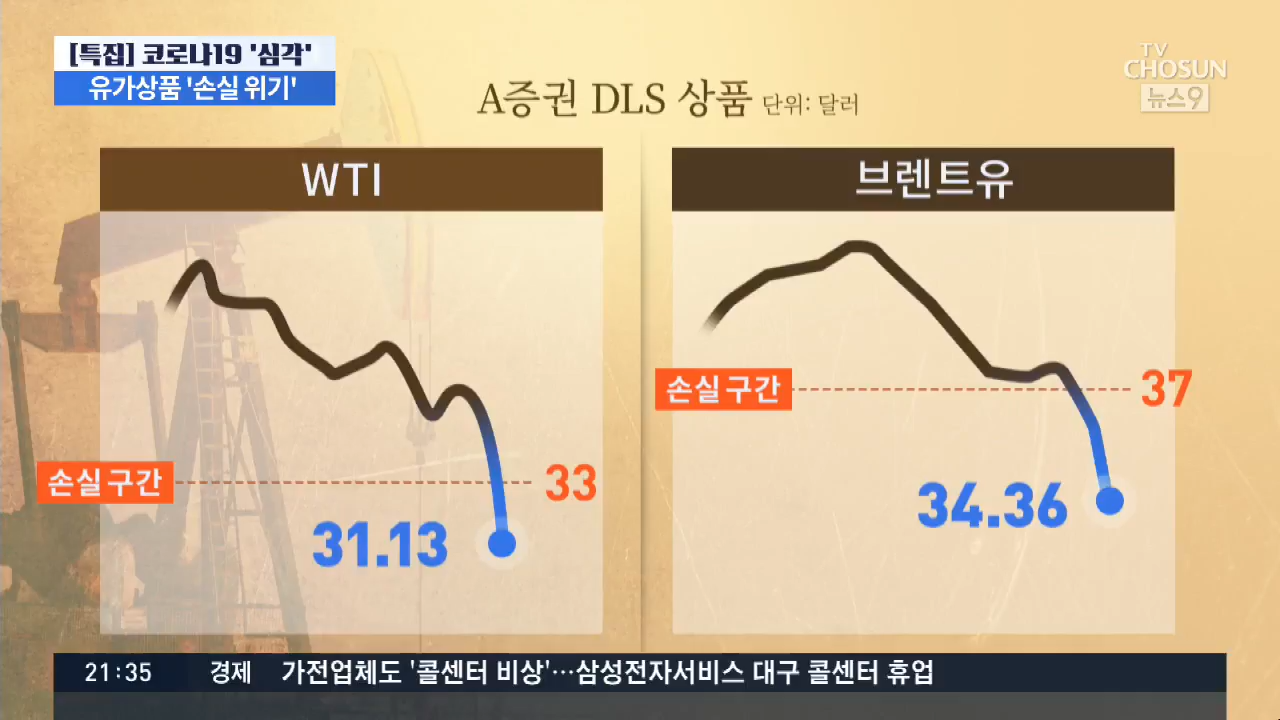 [특집] 코로나19 '심각'
유가상품 '손실 위기'
TV
CHOSUN
뉴스9
A증권 DLS 상품 단위: 달러
WTI
손실 구간
33
31.13
브렌트유
손실 구간
37
34.36
21:35 경제 가전업체도 '콜센터 비상'…삼성전자서비스 대구 콜센터 휴업